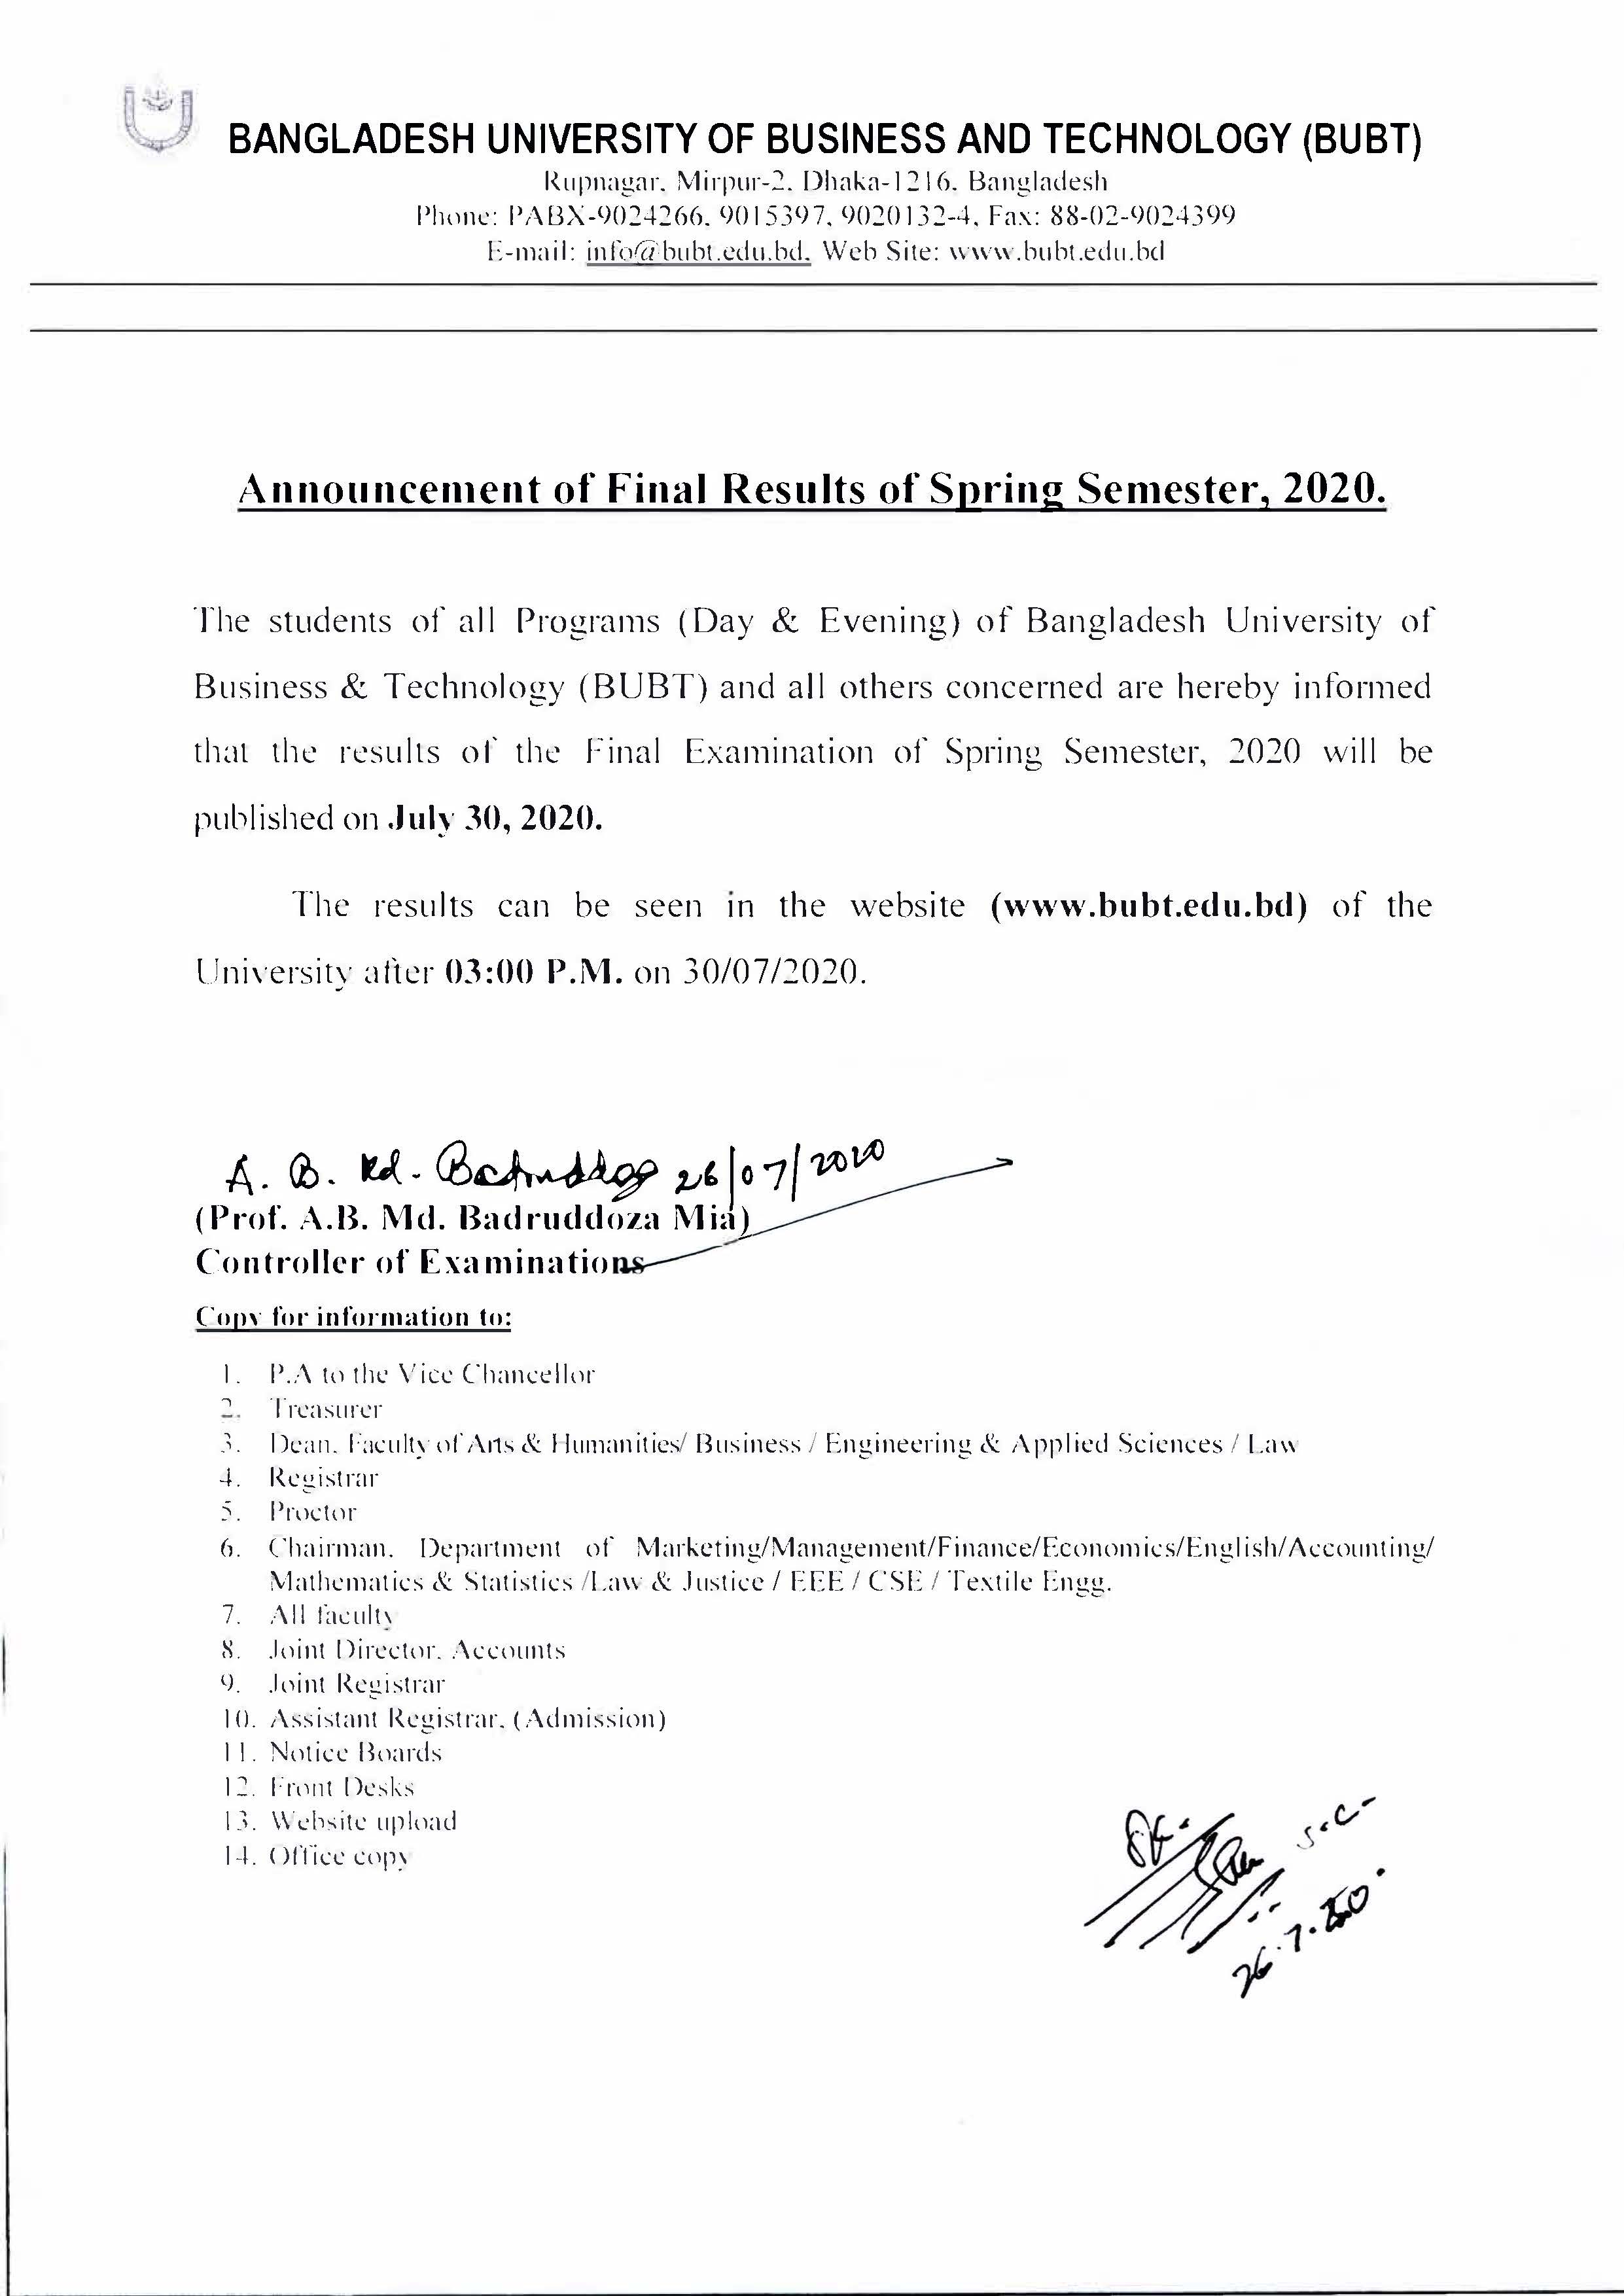 BANGLADESH UNIVERSITY OF BUSINESS AND TECHNOLOGY (BUBT)
Rupnagar, Mirpur-2, Dhaka-1216, Bangladesh
Phone: PABX-9024266, 9015397, 9020132-4, Fax: 88-02-9024399
E-mail: info@bubt.edu.bd, Web Site: www.bubt.edu.bd
Announcement of Final Results of Spring Semester, 2020.
The students of all Programs (Day & Evening) of Bangladesh University of
Business & Technology (BUBT) and all others concerned are hereby informed
that the results of the Final Examination of Spring Semester, 2020 will be
published on July 30, 2020.
The results can be seen in the website (www.bubt.edu.bd) of the
University after 03:00 P.M. on 30/07/2020.
A. B. Md. Badruddoza 26/07/2020
(Prof. A.B. Md. Badruddoza Mia)
Controller of Examinations
Copy for information to:
1. P.A to the Vice Chancellor
2. Treasurer
3. Dean, Faculty of Arts & Humanities/ Business / Engineering & Applied Sciences / Law
4. Registrar
5. Proctor
6. Chairman, Department of Marketing/Management/Finance/Economics/English/Accounting/
Mathematics & Statistics /Law & Justice / EEE / CSE / Textile Engg.
7. All faculty
8. Joint Director, Accounts
9. Joint Registrar
10. Assistant Registrar, (Admission)
11. Notice Boards
12. Front Desks
13. Website upload
14. Office copy
26.7.20.